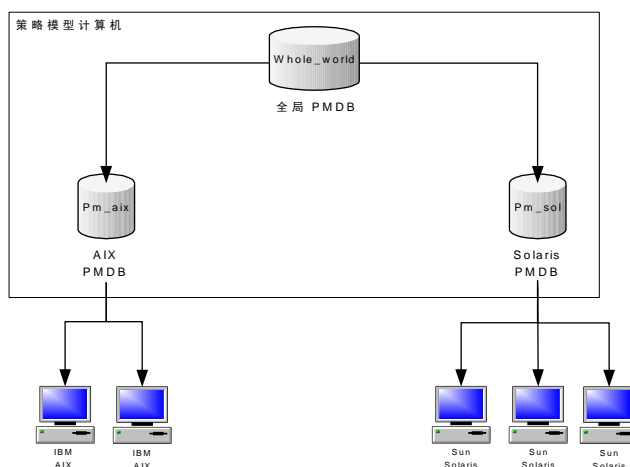 策略模型计算机
Whole_world
全局 PMDB
Pm_aix
Pm_sol
AIX
PMDB
Solaris
PMDB
IBM
AIX
IBM
AIX
Sun
Solaris
Sun
Solaris
Sun
Solaris